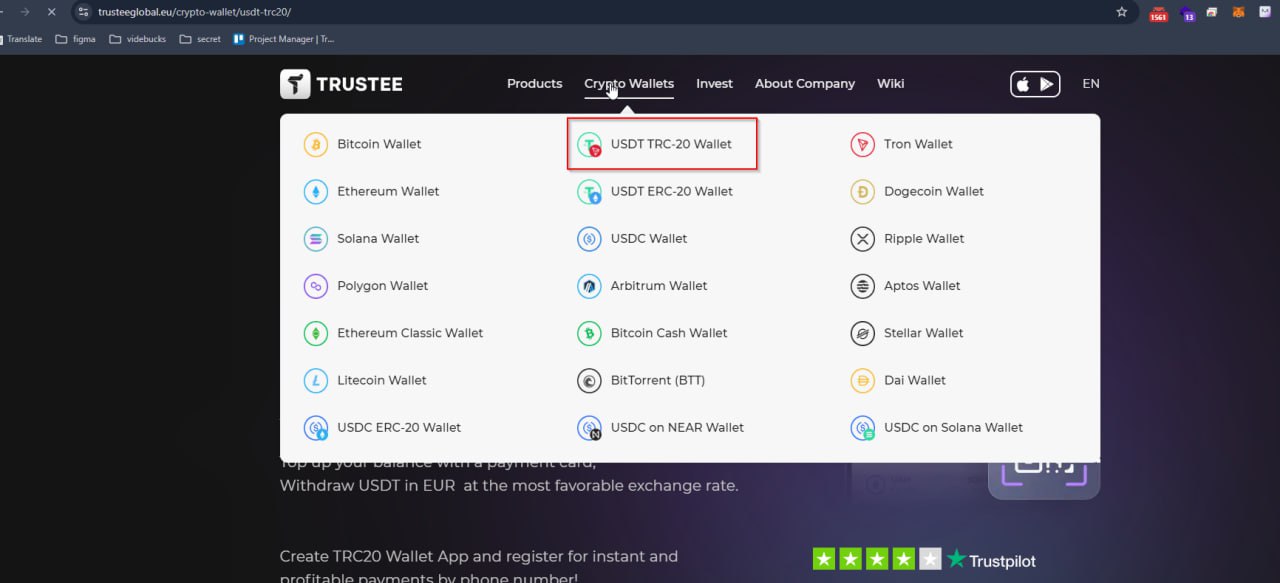 trusteeglobal.eu/crypto-wallet/usdt-trc20/
1561
13
Translate
figma
videbucks
secret
Project Manager | Tr...
TRUSTEE
Products
Crypto Wallets
Invest
About Company
Wiki
EN
Bitcoin Wallet
USDT TRC-20 Wallet
Tron Wallet
Ethereum Wallet
USDT ERC-20 Wallet
Dogecoin Wallet
Solana Wallet
USDC Wallet
Ripple Wallet
Polygon Wallet
Arbitrum Wallet
Aptos Wallet
Ethereum Classic Wallet
Bitcoin Cash Wallet
Stellar Wallet
Litecoin Wallet
BitTorrent (BTT)
Dai Wallet
USDC ERC-20 Wallet
USDC on NEAR Wallet
USDC on Solana Wallet
Top up your balance with a payment card,
Withdraw USDT in EUR at the most favorable exchange rate.
Create TRC20 Wallet App and register for instant and
profitable payments by phone number!
Trustpilot